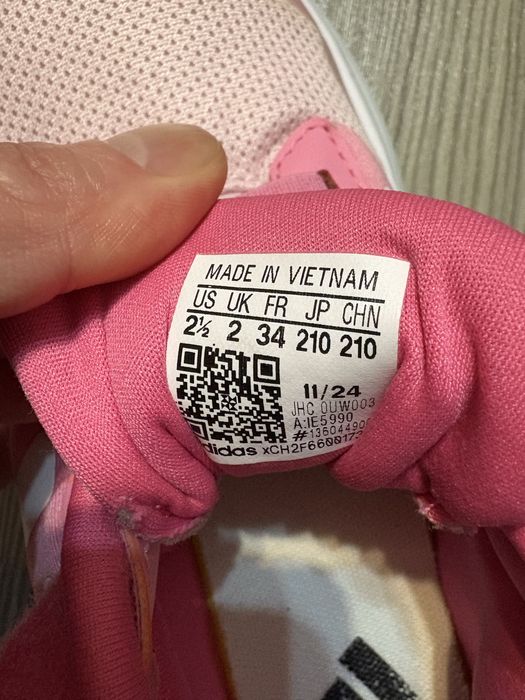 MADE IN VIETNAM
US UK FR JP CHN
2½ 2 34 210 210
11/24
JHC 0UW003
A:IE5990
adidas